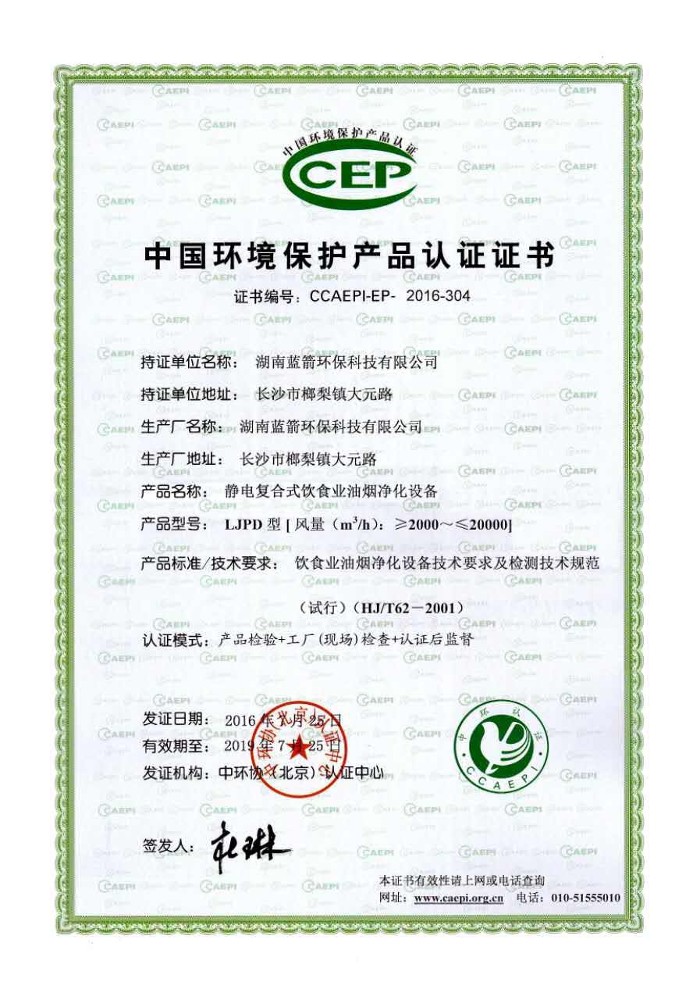 中国环境保护产品认证
CEP
中国环境保护产品认证证书
证书编号：CCAEPI-EP- 2016-304
持证单位名称： 湖南蓝箭环保科技有限公司
持证单位地址： 长沙市榔梨镇大元路
生产厂名称： 湖南蓝箭环保科技有限公司
生产厂地址： 长沙市榔梨镇大元路
产品名称： 静电复合式饮食业油烟净化设备
产品型号： LJPD 型 [ 风量（m³/h）：≥2000～≤20000]
产品标准/技术要求： 饮食业油烟净化设备技术要求及检测技术规范
（试行）（HJ/T62－2001）
认证模式：产品检验+工厂(现场)检查+认证后监督
发证日期： 2016 年 7 月 25 日
有效期至： 2019 年 7 月 25 日
发证机构：中环协（北京）认证中心
中环协(北京)认证中心
中环认证
CCAEPI
签发人：
本证书有效性请上网或电话查询
网址：www.caepi.org.cn 电话：010-51555010